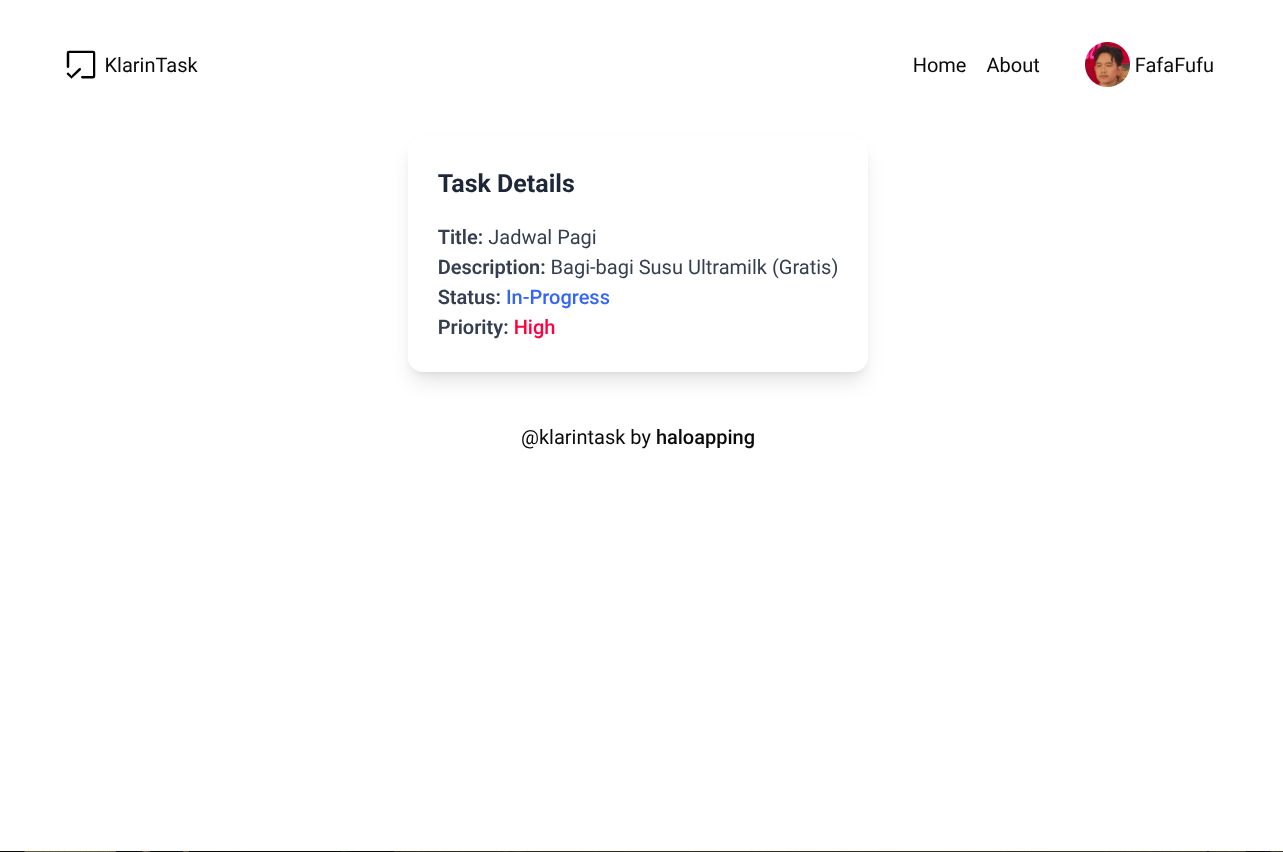 KlarinTask
Home About FafaFufu
Task Details
Title: Jadwal Pagi
Description: Bagi-bagi Susu Ultramilk (Gratis)
Status: In-Progress
Priority: High
@klarintask by haloapping